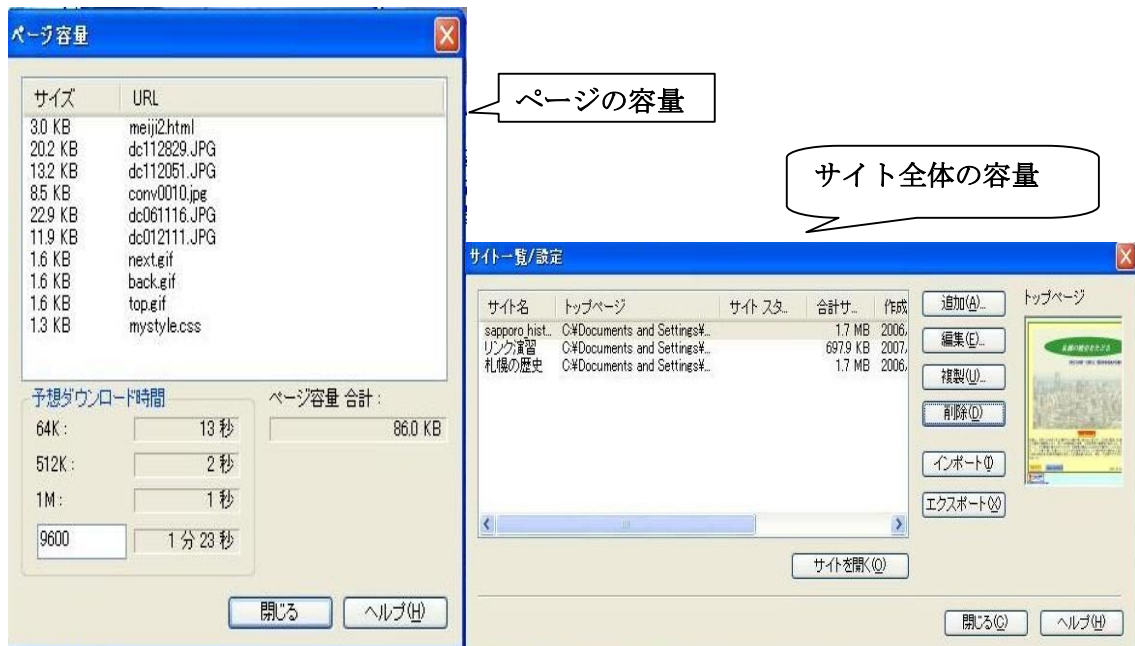 ページ容量
サイズ URL
3.0 KB meiji2.html
20.2 KB dc112829.JPG
13.2 KB dc112051.JPG
8.5 KB conv0010.jpg
22.9 KB dc061116.JPG
11.9 KB dc012111.JPG
1.6 KB next.gif
1.6 KB back.gif
1.6 KB top.gif
1.3 KB mystyle.css
予想ダウンロード時間
64K : 13 秒
512K : 2 秒
1M : 1 秒
9600 1 分 23 秒
ページ容量 合計 :
86.0 KB
閉じる ヘルプ(H)
ページの容量
サイト全体の容量
サイト一覧/設定
サイト名 トップページ サイト スタ... 合計サ... 作成
sapporo hist... C:¥Documents and Settings¥... 1.7 MB 2006,
リンク演習 C:¥Documents and Settings¥... 697.9 KB 2007,
札幌の歴史 C:¥Documents and Settings¥... 1.7 MB 2006,
追加(A)...
編集(E)...
複製(U)...
削除(D)
インポート(I)
エクスポート(X)
トップページ
サイトを開く(O)
閉じる(C) ヘルプ(H)